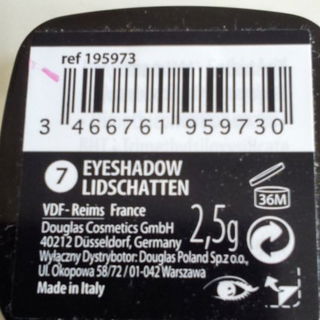 ref 195973
3 466761 959730
7 EYESHADOW
LIDSCHATTEN
36M
VDF- Reims France
Douglas Cosmetics GmbH
40212 Düsseldorf, Germany
2,5g
Wyłączny Dystrybotor: Douglas Poland Sp.z o.o.,
Ul. Okopowa 58/72 / 01-042 Warszawa
Made in Italy